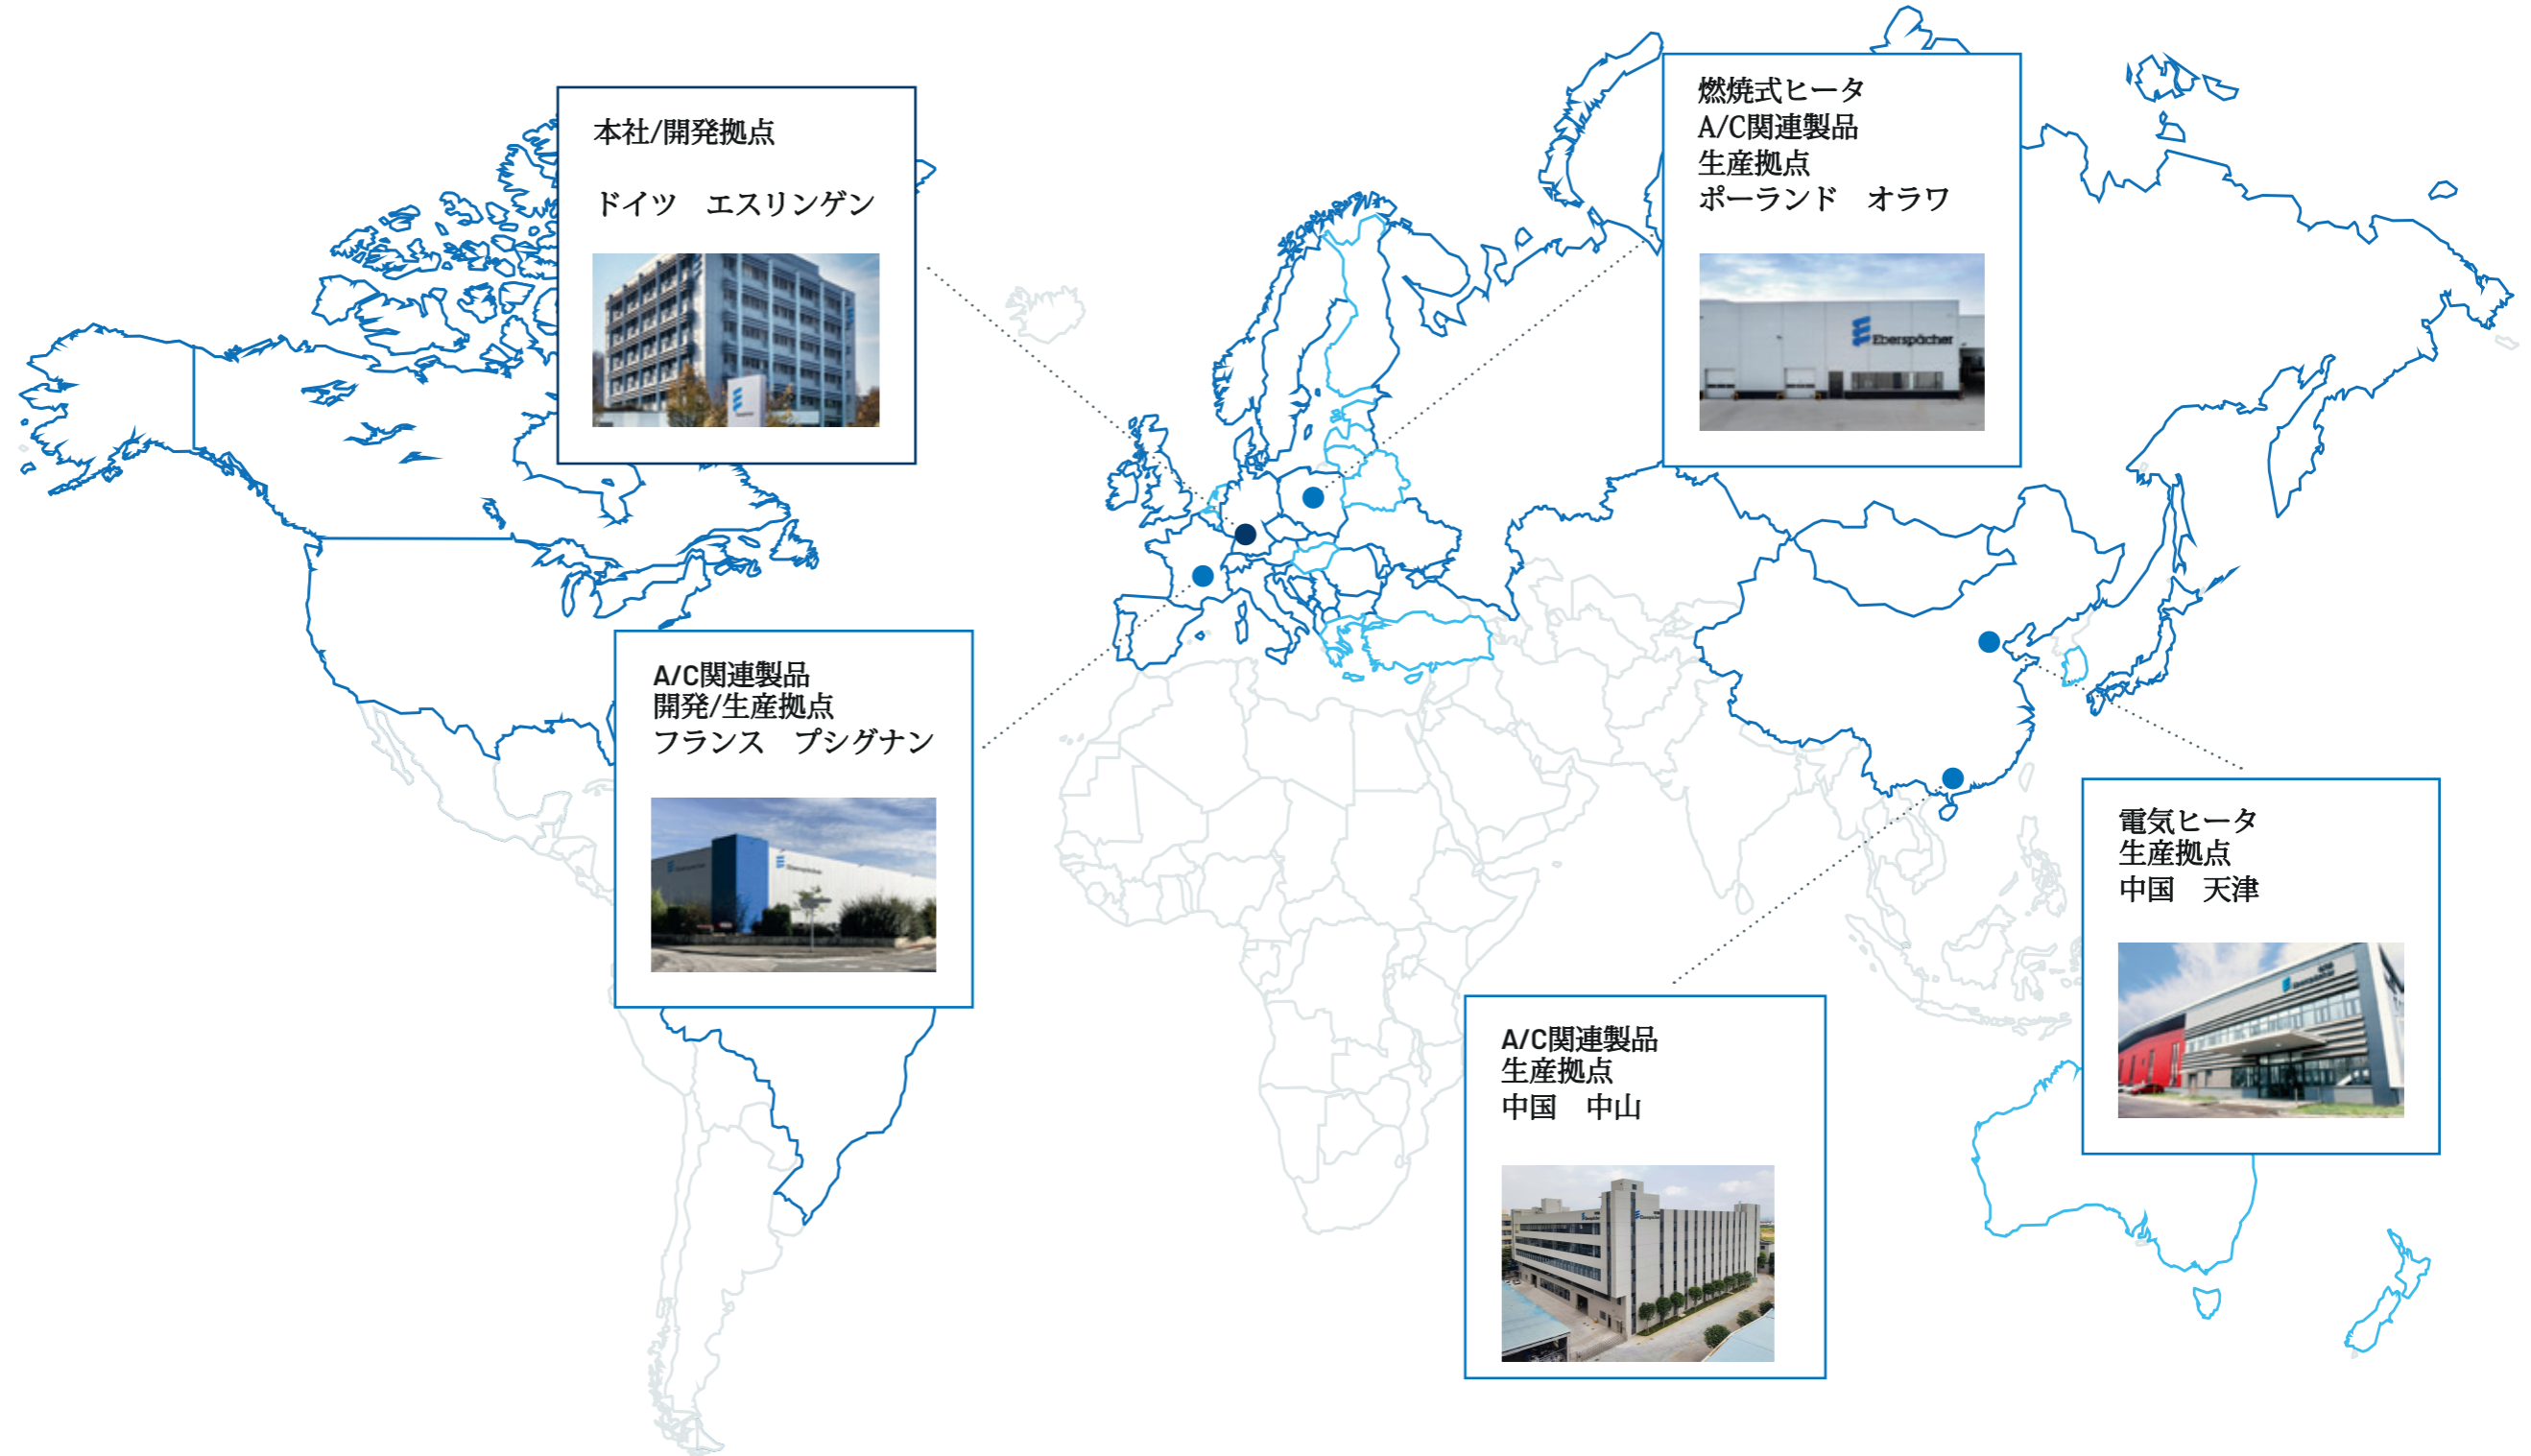 本社/開発拠点
ドイツ　エスリンゲン
燃焼式ヒータ
A/C関連製品
生産拠点
ポーランド　オラワ
Eberspächer
A/C関連製品
開発/生産拠点
フランス　プシグナン
Eberspächer
A/C関連製品
生産拠点
中国　中山
電気ヒータ
生産拠点
中国　天津
Eberspächer